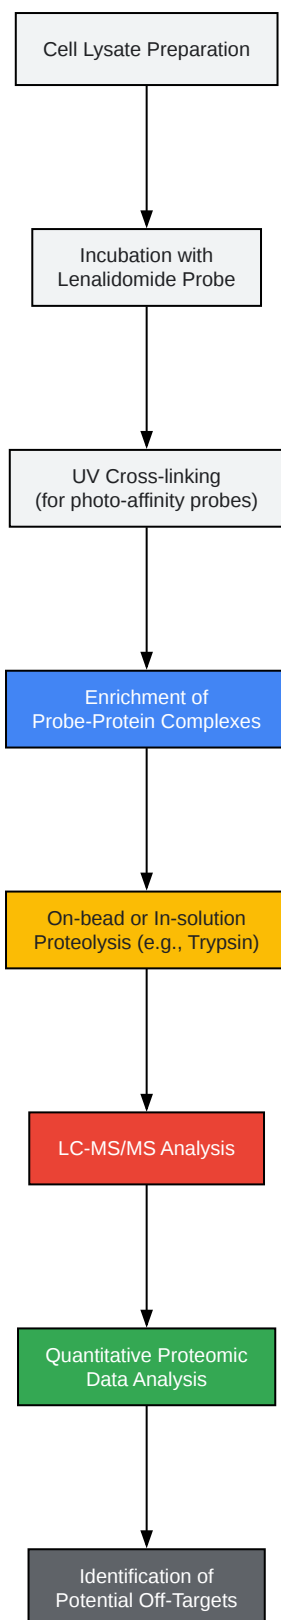 Cell Lysate Preparation
Incubation with
Lenalidomide Probe
UV Cross-linking
(for photo-affinity probes)
Enrichment of
Probe-Protein Complexes
On-bead or In-solution
Proteolysis (e.g., Trypsin)
LC-MS/MS Analysis
Quantitative Proteomic
Data Analysis
Identification of
Potential Off-Targets